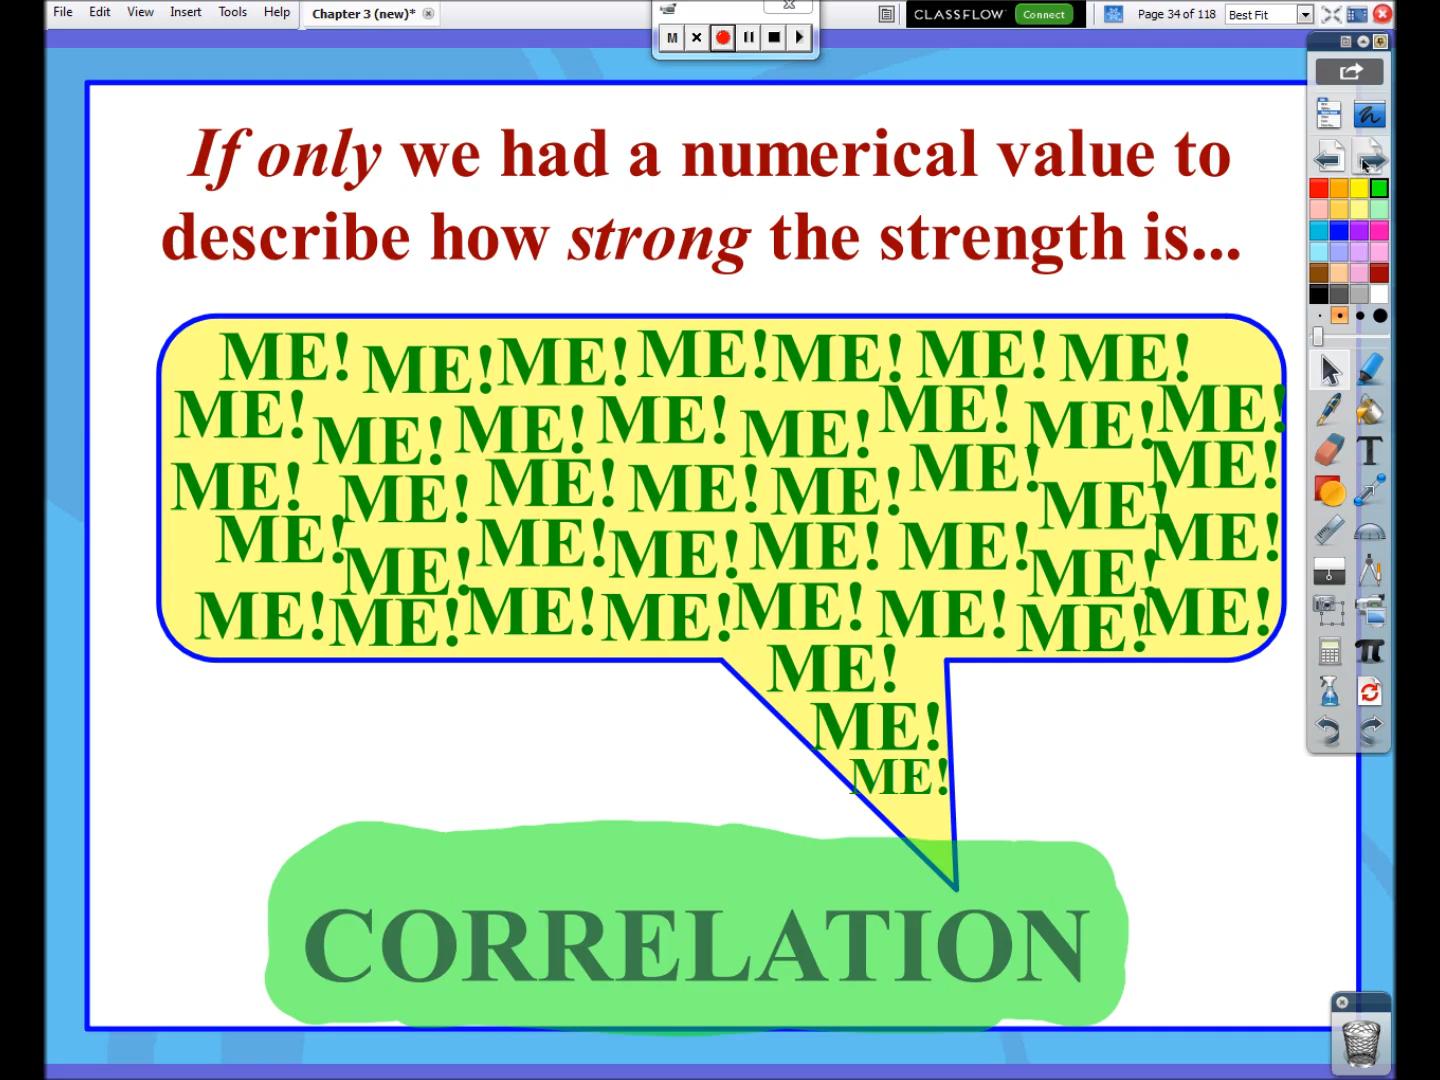 File Edit View Insert Tools Help Chapter 3 (new)* CLASSFLOW Connect Page 34 of 118 Best Fit
M
If only we had a numerical value to
describe how strong the strength is...
ME! ME! ME! ME! ME! ME! ME!
ME! ME! ME! ME! ME! ME! ME! ME!
ME! ME! ME! ME! ME! ME! ME! ME!
ME! ME! ME! ME! ME! ME! ME! ME!
ME! ME! ME! ME! ME! ME! ME! ME!
ME!
ME!
ME!
CORRELATION